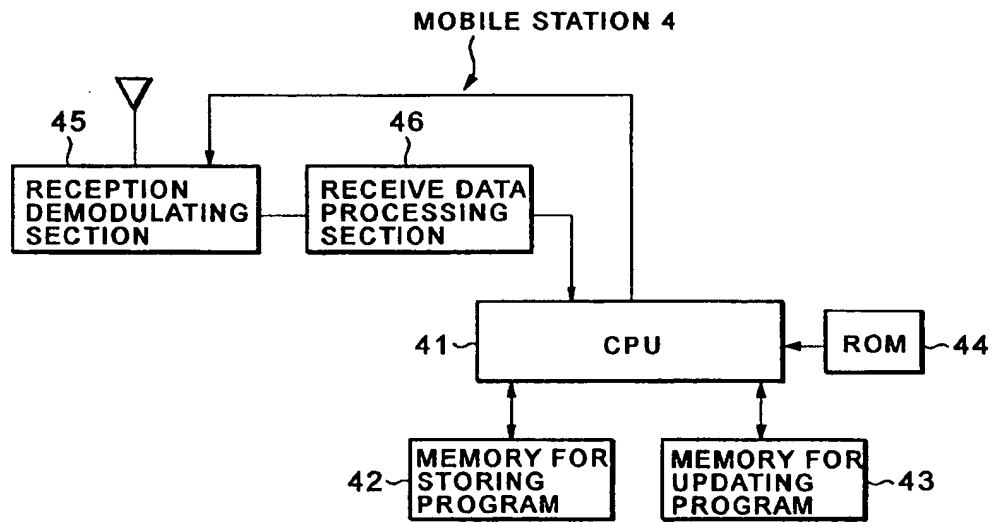 MOBILE STATION 4
45
46
RECEPTION
DEMODULATING
SECTION
RECEIVE DATA
PROCESSING
SECTION
41
CPU
ROM
44
42
MEMORY FOR
STORING
PROGRAM
MEMORY FOR
UPDATING
PROGRAM
43